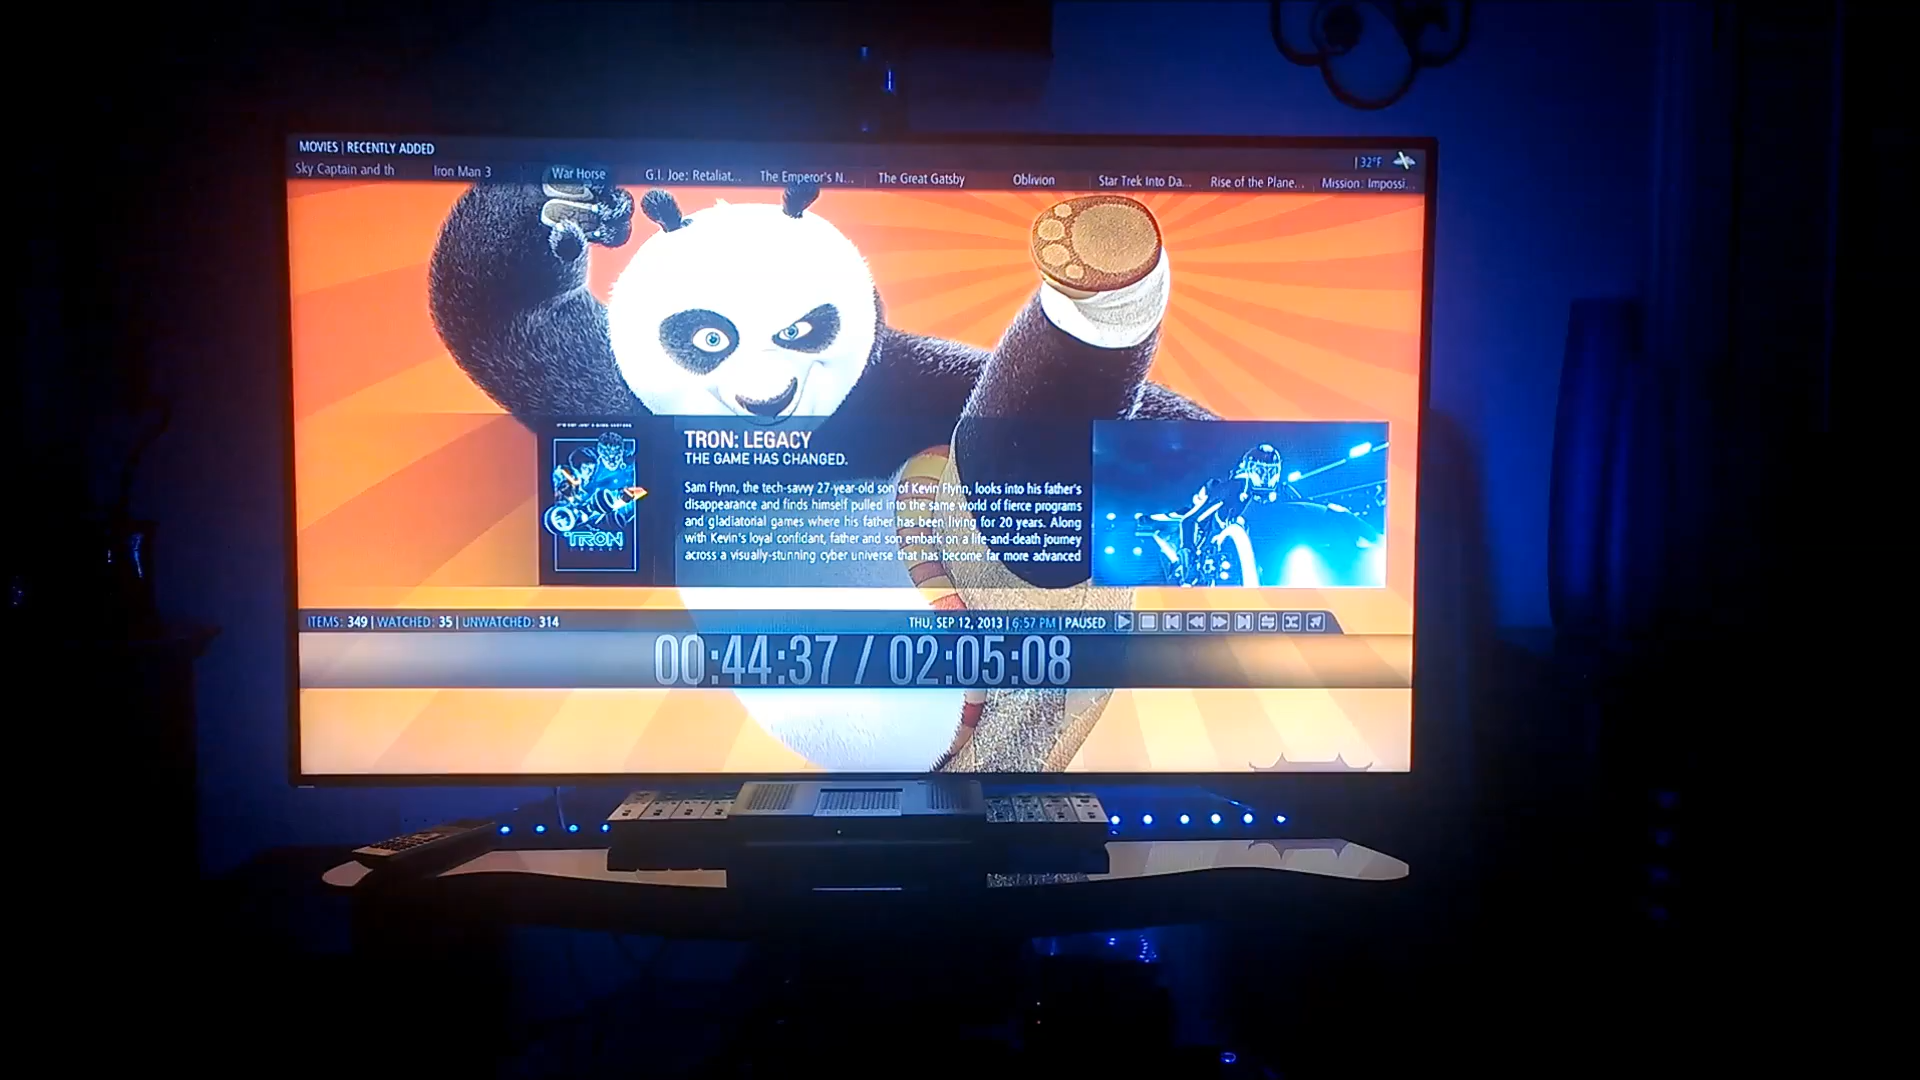 MOVIES | RECENTLY ADDED
| 32°F
Sky Captain and th
Iron Man 3
War Horse
G.I. Joe: Retaliat...
The Emperor's N...
The Great Gatsby
Oblivion
Star Trek Into Da...
Rise of the Plane...
Mission: Impossi...
TRON: LEGACY
THE GAME HAS CHANGED.
Sam Flynn, the tech-savvy 27-year-old son of Kevin Flynn, looks into his father's
disappearance and finds himself pulled into the same world of fierce programs
and gladiatorial games where his father has been living for 20 years. Along
with Kevin's loyal confidant, father and son embark on a life-and-death journey
across a visually-stunning cyber universe that has become far more advanced
TRON
LEGACY
ITEMS: 349 | WATCHED: 35 | UNWATCHED: 314
THU, SEP 12, 2013 | 6:57 PM | PAUSED
00:44:37 / 02:05:08